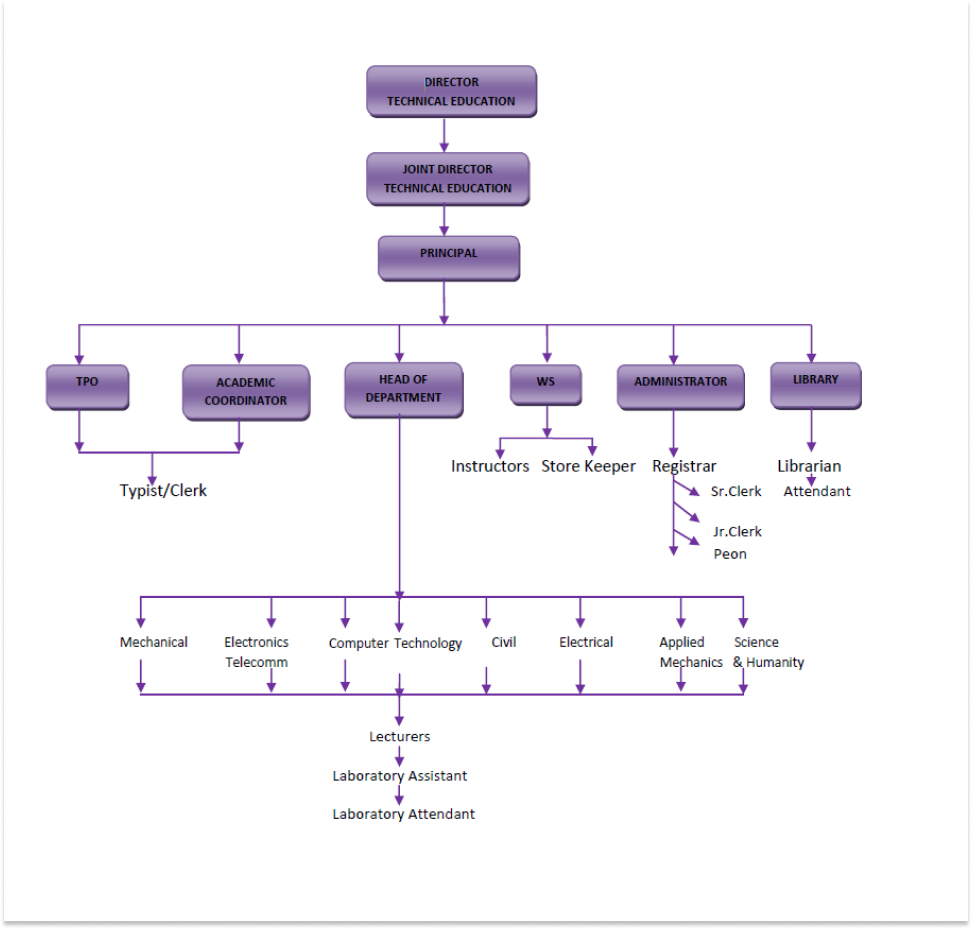 DIRECTOR
TECHNICAL EDUCATION
JOINT DIRECTOR
TECHNICAL EDUCATION
PRINCIPAL
TPO
ACADEMIC
COORDINATOR
HEAD OF
DEPARTMENT
WS
ADMINISTRATOR
LIBRARY
Typist/Clerk
Instructors
Store Keeper
Registrar
Sr.Clerk
Jr.Clerk
Peon
Librarian
Attendant
Mechanical
Electronics
Telecomm
Computer Technology
Civil
Electrical
Applied
Mechanics
Science
& Humanity
Lecturers
Laboratory Assistant
Laboratory Attendant